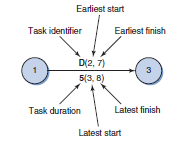 Earliest start
Task identifier
Earliest finish
D(2, 7)
1
3
5(3, 8)
Task duration
Latest finish
Latest start